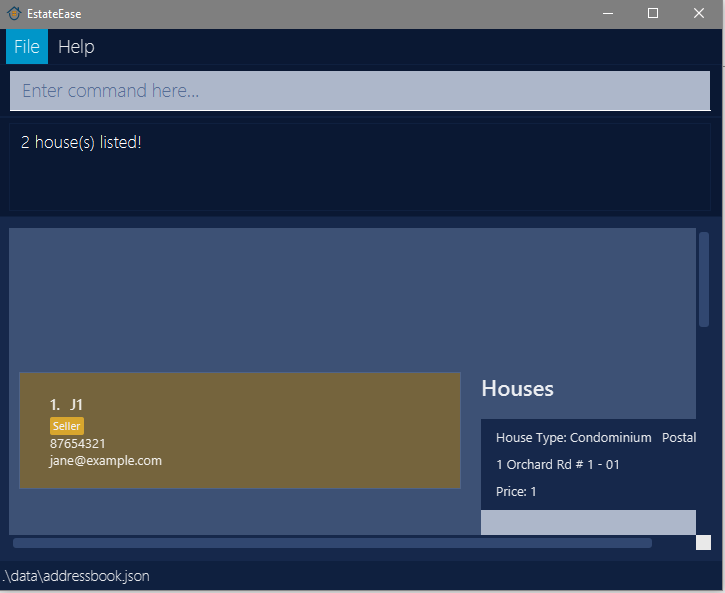 EstateEase
File Help
Enter command here...
2 house(s) listed!
1. J1
Seller
87654321
jane@example.com
Houses
House Type: Condominium Postal
1 Orchard Rd # 1 - 01
Price: 1
.\data\addressbook.json